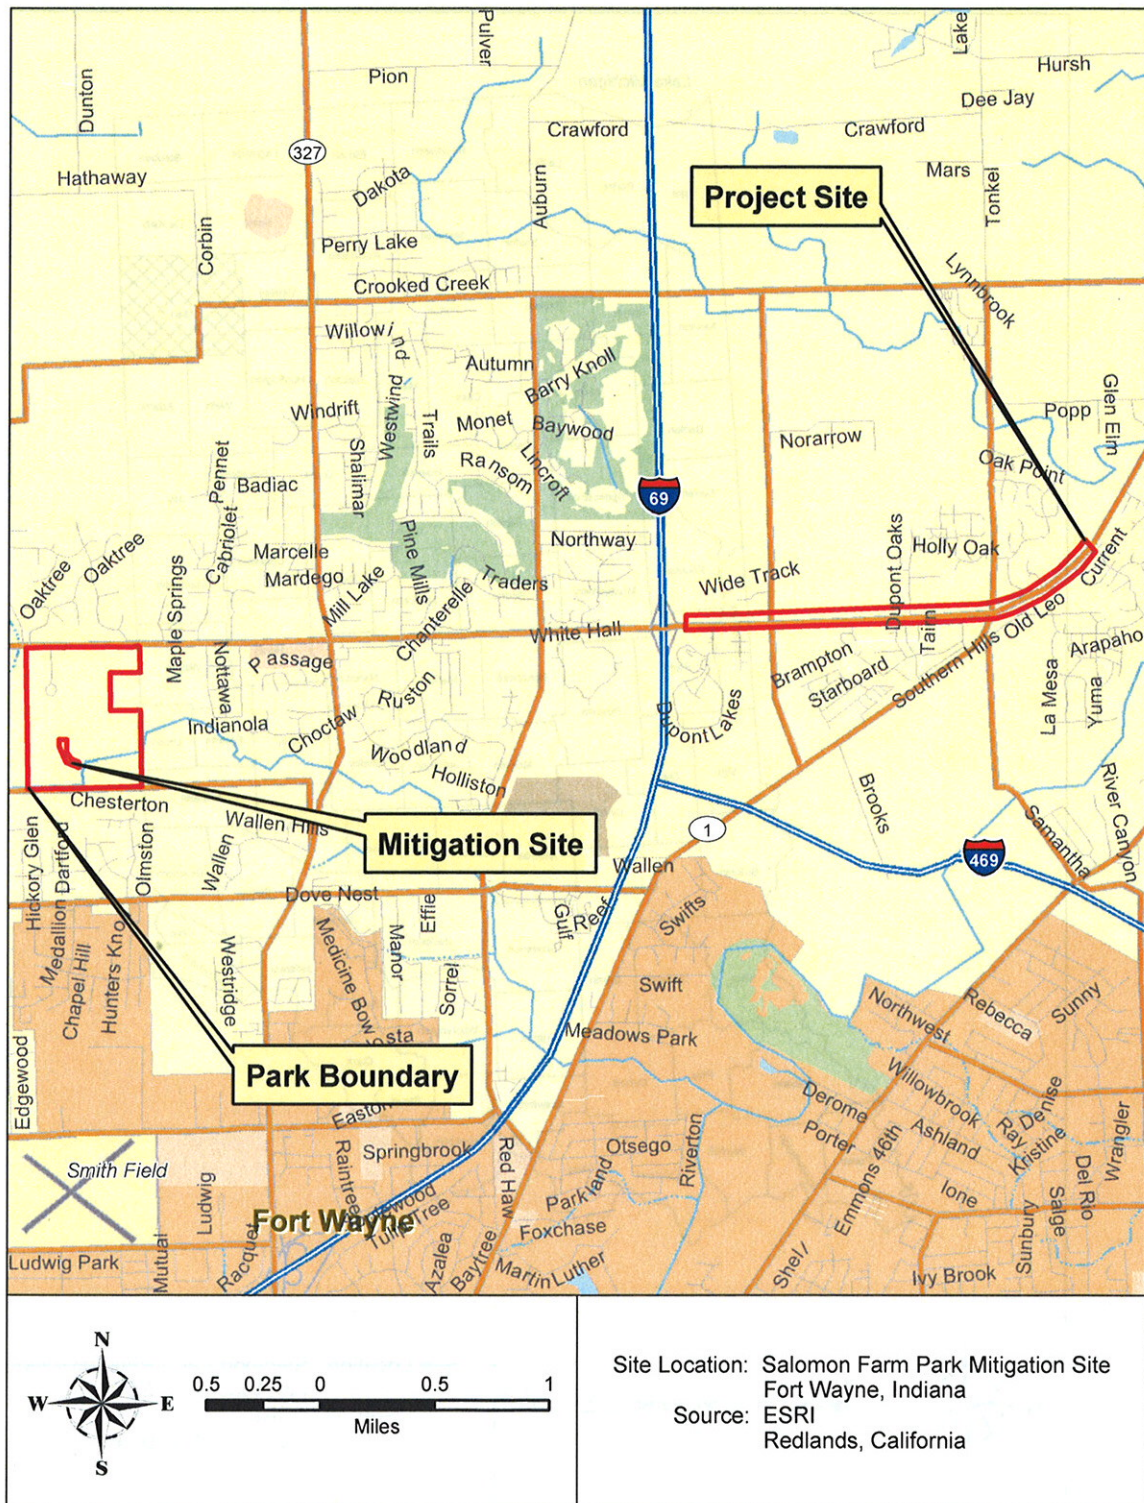 Pulver
Lake
Pion
Hursh
Dunton
Dee Jay
Crawford
Crawford
327
Mars
Hathaway
Dakota
Auburn
Project Site
Tonkel
Corbin
Perry Lake
Lynnbrook
Crooked Creek
Willowind
Autumn
Barry Knoll
Westwind
Glen Elm
Windrift
Trails
Monet
Baywood
Popp
Shalimar
Norarrow
Pennet
Ransom
Lincroft
Oak Point
Badiac
69
Cabriolet
Pine Mills
Northway
Dupont Oaks
Holly Oak
Oaktree
Oaktree
Marcelle
Mardego
Traders
Wide Track
Current
Maple Springs
Mill Lake
Chanterelle
White Hall
Tairn
Old Leo
Nottawa
Passage
Southern Hills
Arapaho
Brampton
Starboard
Ruston
Dupont Lakes
La Mesa
Yuma
Indianola
Choctaw
Woodland
Holliston
Brooks
River Canyon
Chesterton
Wallen Hills
Mitigation Site
1
Samantha
Hickory Glen
Medallion
Dartford
Olmston
Wallen
Wallen
469
Dove Nest
Effie
Gulf
Reef
Swifts
Chapel Hill
Hunters Kno
Westridge
Medicine Bow
Manor
Sorrel
Swift
Northwest
Rebecca
Sunny
sta
Meadows Park
Edgewood
Park Boundary
Willowbrook
Denise
Easton
Derome
Ray
Wrangler
Springbrook
Red Haw
Otsego
Riverton
Porter
Ashland
Kristine
Smith Field
Raintree
Parkland
Emmons
46th
Ione
Del Rio
Ludwig
Fort Wayne
Tulip Tree
Foxchase
Sunbury
Saige
Ludwig Park
Mutual
Racquet
Azalea
Baytree
Martin Luther
Ivy Brook
N
W
E
S
0.5 0.25 0 0.5 1
Miles
Site Location: Salomon Farm Park Mitigation Site
Fort Wayne, Indiana
Source: ESRI
Redlands, California